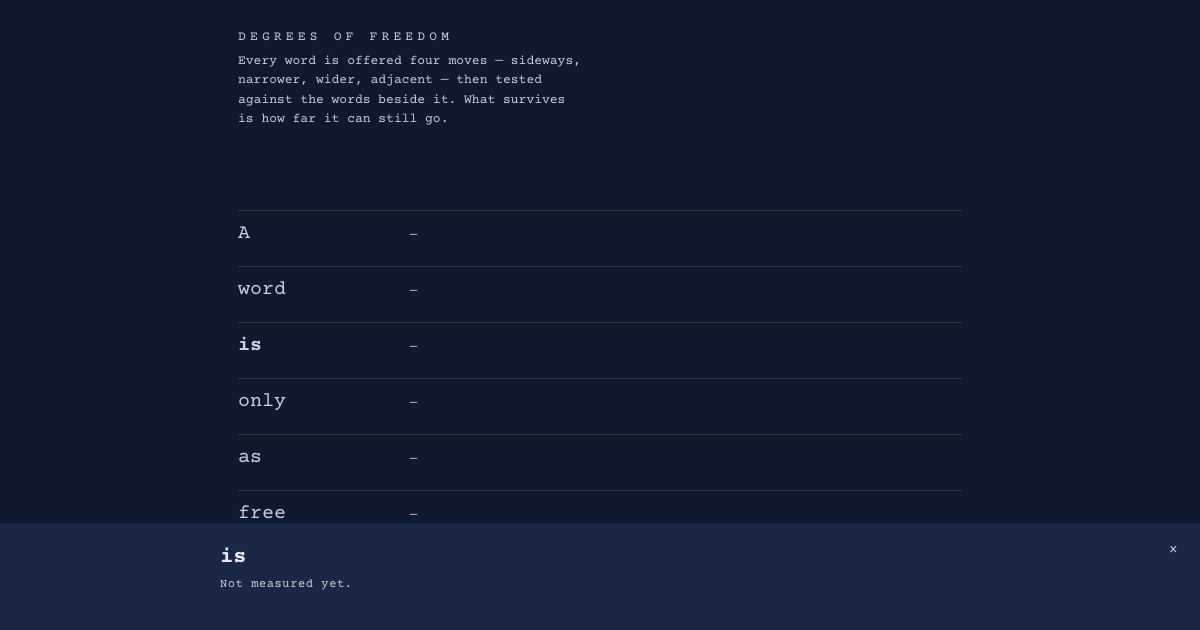 DEGREES OF FREEDOM
Every word is offered four moves — sideways,
narrower, wider, adjacent — then tested
against the words beside it. What survives
is how far it can still go.
A –
word –
is –
only –
as –
free –
is
×
Not measured yet.